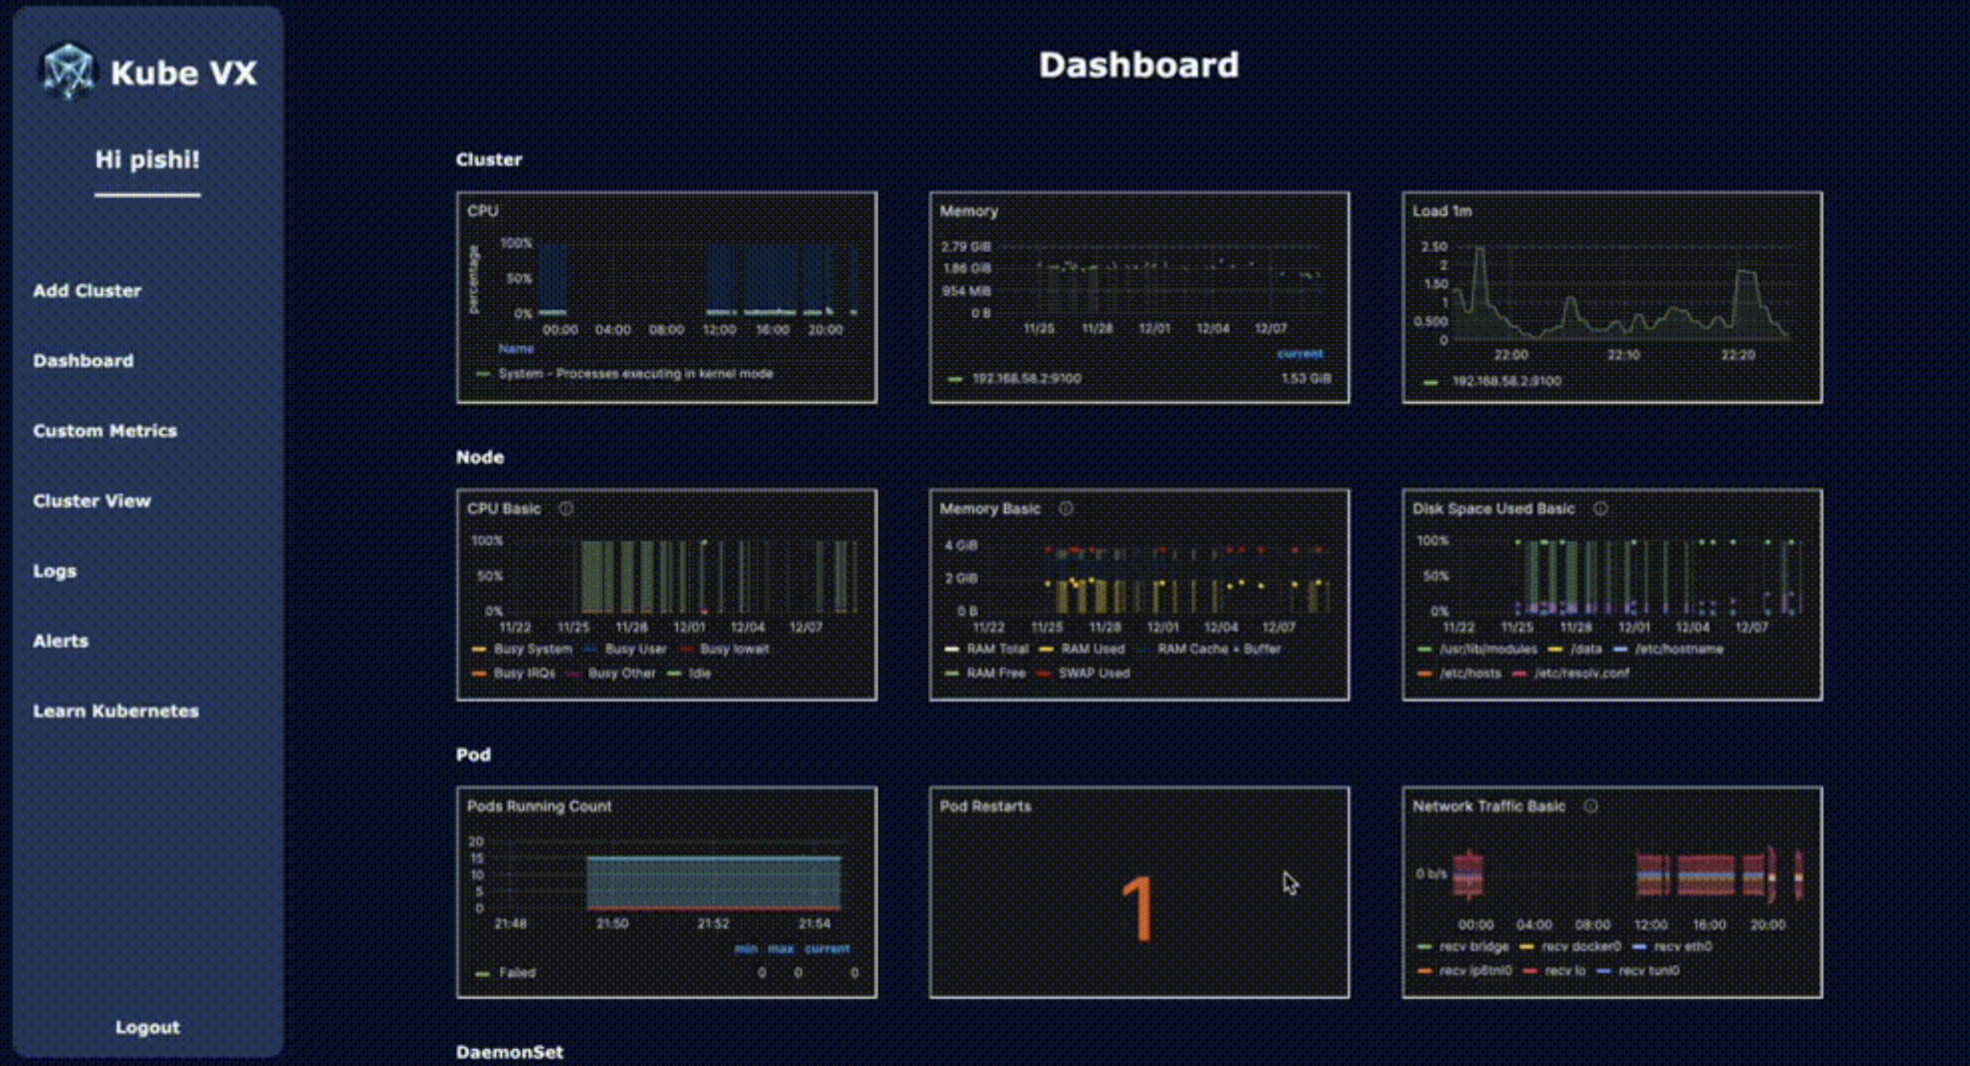 Kube VX
Hi pishi!
Add Cluster
Dashboard
Custom Metrics
Cluster View
Logs
Alerts
Learn Kubernetes
Logout
Dashboard
Cluster
CPU
percentage
100%
50%
0%
00:00 04:00 08:00 12:00 16:00 20:00
Name
System - Processes executing in kernel mode
Memory
2.79 GiB
1.86 GiB
954 MiB
0 B
11/25 11/28 12/01 12/04 12/07
current
192.168.58.2:9100 1.53 GiB
Load 1m
2.50
2
1.50
1
0.500
0
22:00 22:10 22:20
192.168.58.2:9100
Node
CPU Basic
100%
50%
0%
11/22 11/25 11/28 12/01 12/04 12/07
Busy System Busy User Busy Iowait
Busy IRQs Busy Other Idle
Memory Basic
4 GiB
2 GiB
0 B
11/22 11/25 11/28 12/01 12/04 12/07
RAM Total RAM Used RAM Cache + Buffer
RAM Free SWAP Used
Disk Space Used Basic
100%
50%
0%
11/22 11/25 11/28 12/01 12/04 12/07
/usr/lib/modules /data /etc/hostname
/etc/hosts /etc/resolv.conf
Pod
Pods Running Count
20
15
10
5
0
21:48 21:50 21:52 21:54
min max current
Failed 0 0 0
Pod Restarts
1
Network Traffic Basic
0 b/s
00:00 04:00 08:00 12:00 16:00 20:00
recv bridge recv docker0 recv eth0
recv ip6tnl0 recv lo recv tunl0
DaemonSet